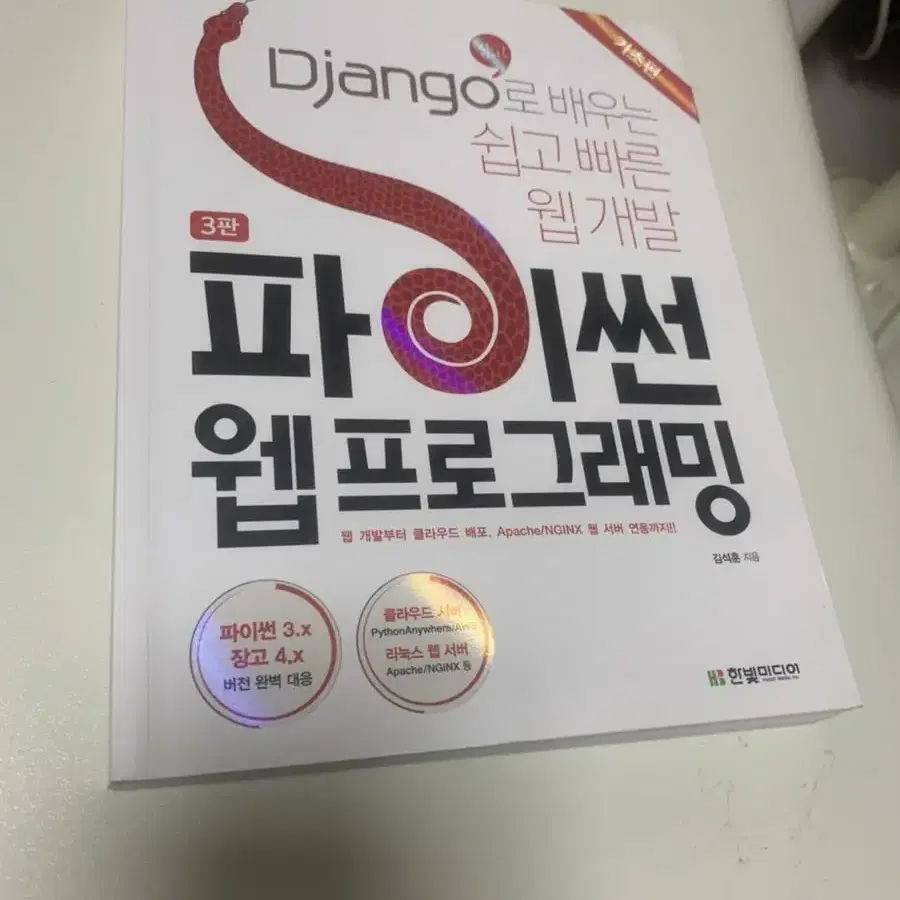 기초편
Django로 배우는
쉽고 빠른
웹 개발
3판
파이썬
웹 프로그래밍
웹 개발부터 클라우드 배포, Apache/NGINX 웹 서버 연동까지!!
김석훈 지음
파이썬 3.x
장고 4.x
버전 완벽 대응
클라우드 서버
PythonAnywhere/AWS
리눅스 웹 서버
Apache/NGINX 등
HB 한빛미디어